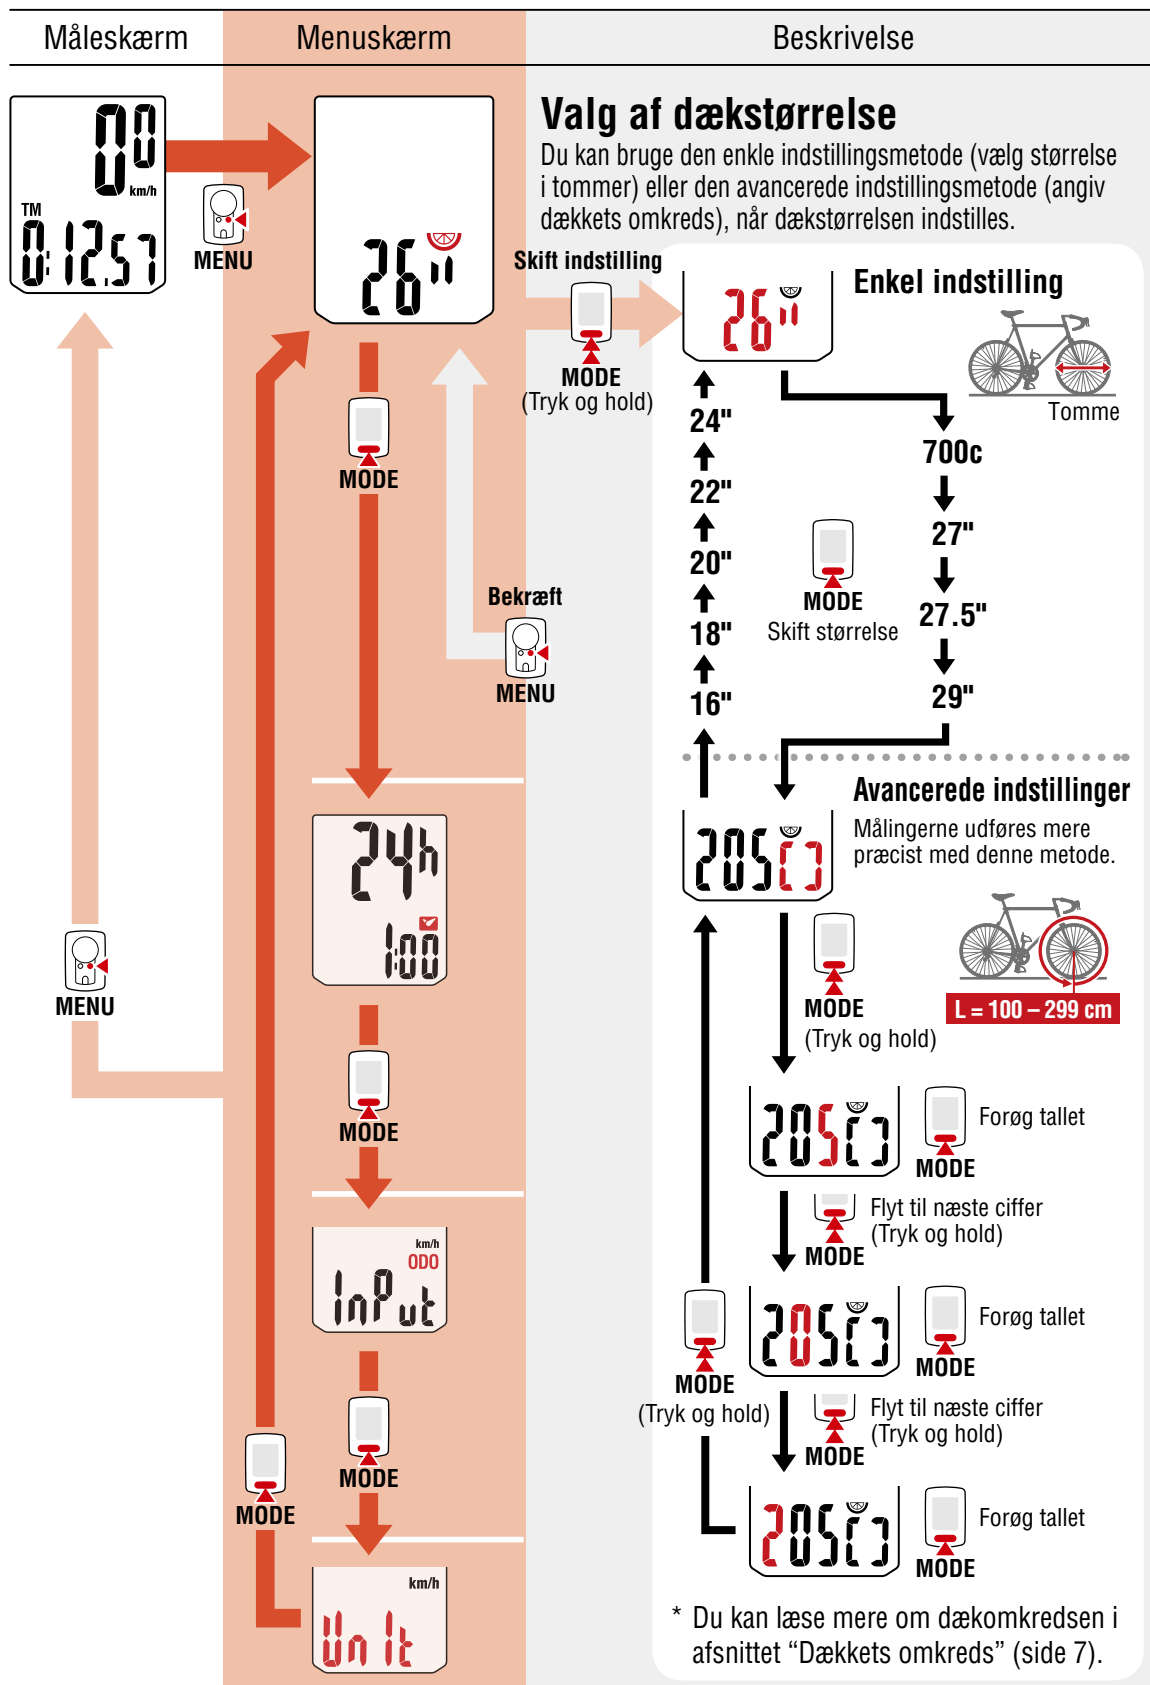 Måleskærm
Menuskærm
Beskrivelse
00
km/h
TM
0:12.57
MENU
26"
Valg af dækstørrelse
Du kan bruge den enkle indstillingsmetode (vælg størrelse
i tommer) eller den avancerede indstillingsmetode (angiv
dækkets omkreds), når dækstørrelsen indstilles.
Skift indstilling
MODE
(Tryk og hold)
26"
Enkel indstilling
Tomme
MODE
24"
22"
20"
18"
16"
700c
27"
27.5"
29"
MODE
Skift størrelse
Bekræft
MENU
24h
1:00
MENU
Avancerede indstillinger
Målingerne udføres mere
præcist med denne metode.
205
L = 100 – 299 cm
MODE
(Tryk og hold)
MODE
205
Forøg tallet
MODE
Flyt til næste ciffer
(Tryk og hold)
MODE
km/h
ODO
InPut
205
Forøg tallet
MODE
MODE
(Tryk og hold)
Flyt til næste ciffer
(Tryk og hold)
MODE
MODE
MODE
205
Forøg tallet
MODE
km/h
UnIt
* Du kan læse mere om dækomkredsen i
afsnittet “Dækkets omkreds” (side 7).